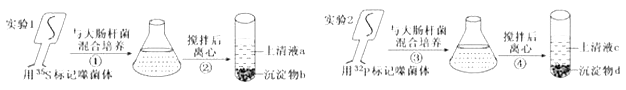 实验1
与大肠杆菌
混合培养
①
搅拌后
离心
②
上清液a
沉淀物b
用³⁵S标记噬菌体
实验2
与大肠杆菌
混合培养
③
搅拌后
离心
④
上清液c
沉淀物d
用³²P标记噬菌体